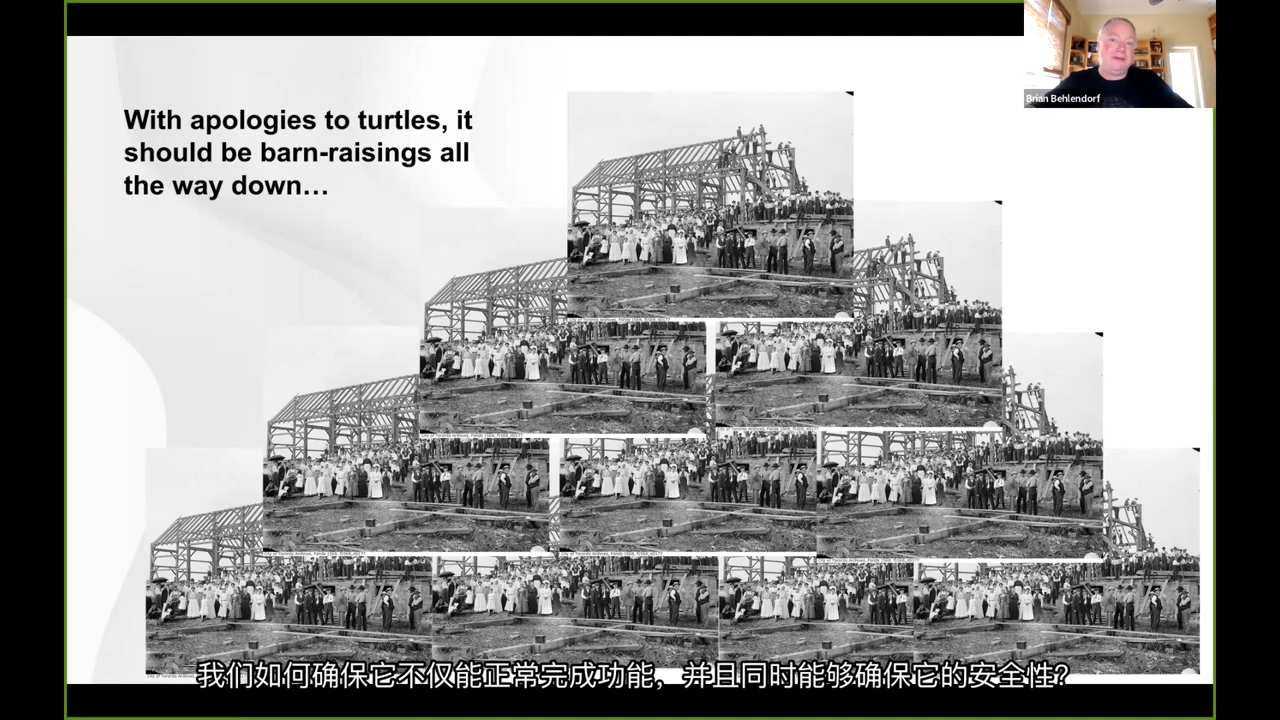 Brian Behlendorf
With apologies to turtles, it
should be barn-raisings all
the way down…
我们如何确保它不仅能正常完成功能，并且同时能够确保它的安全性?